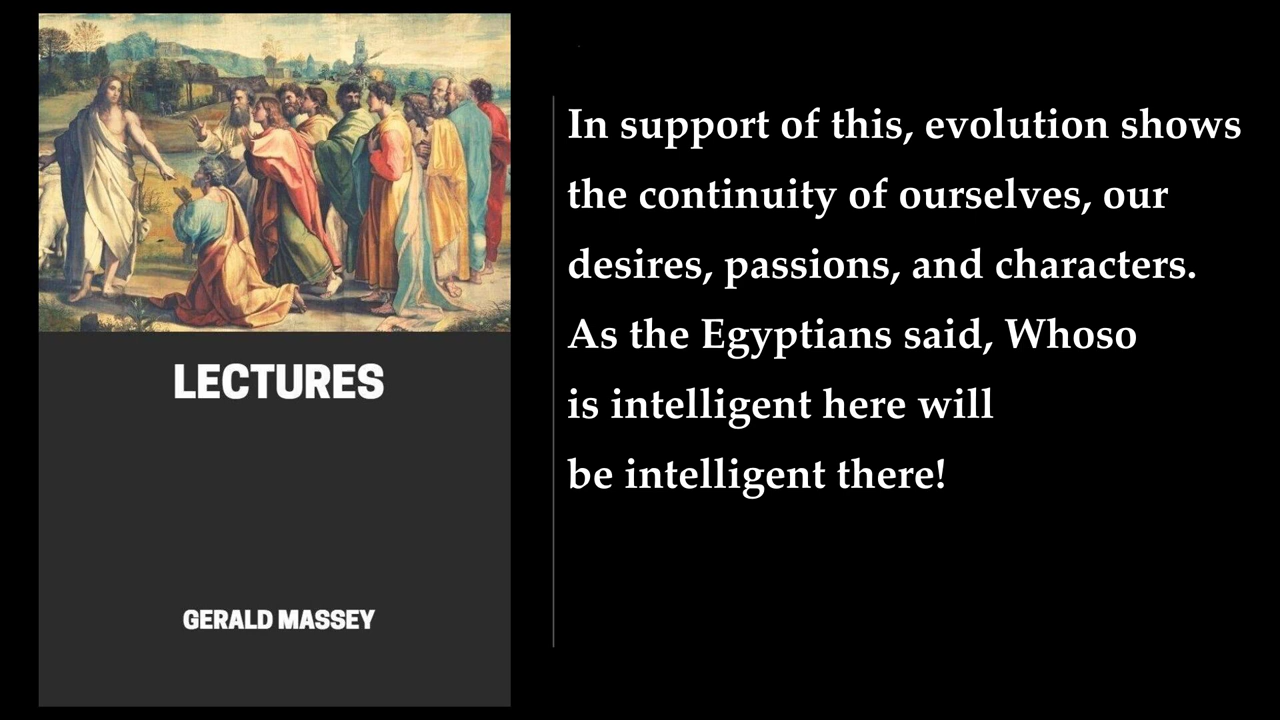 LECTURES
GERALD MASSEY
In support of this, evolution shows
the continuity of ourselves, our
desires, passions, and characters.
As the Egyptians said, Whoso
is intelligent here will
be intelligent there!